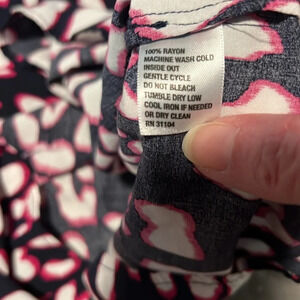 100% RAYON
MACHINE WASH COLD
INSIDE OUT
GENTLE CYCLE
DO NOT BLEACH
TUMBLE DRY LOW
COOL IRON IF NEEDED
OR DRY CLEAN
RN 31104